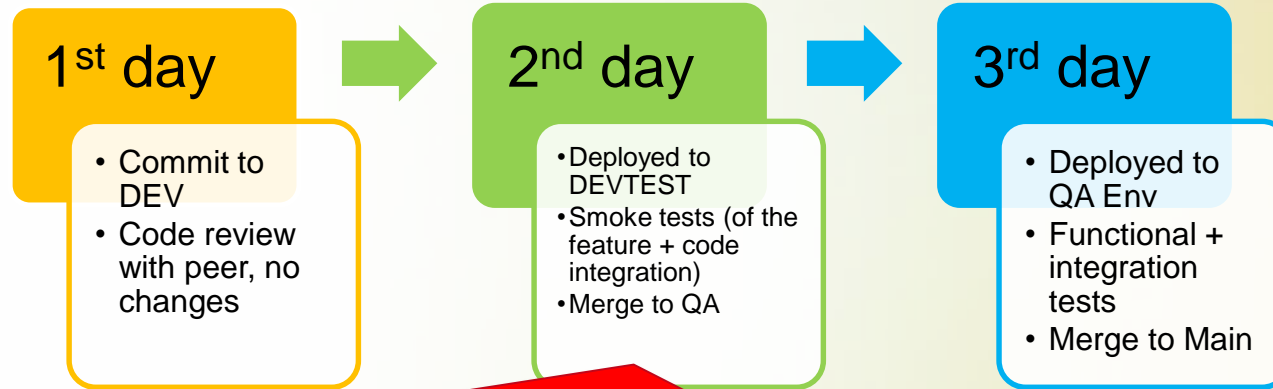 1st day
• Commit to
DEV
• Code review
with peer, no
changes
2nd day
•Deployed to
DEVTEST
•Smoke tests (of the
feature + code
integration)
•Merge to QA
3rd day
• Deployed to
QA Env
• Functional +
integration
tests
• Merge to Main